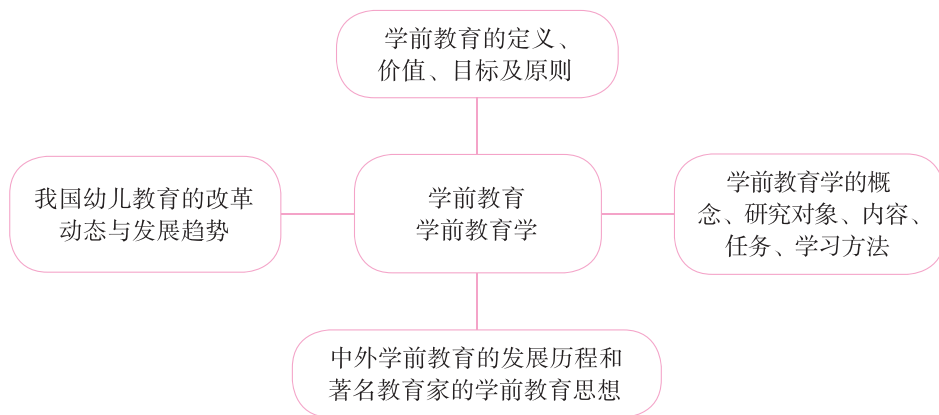 学前教育的定义、
价值、目标及原则
我国幼儿教育的改革
动态与发展趋势
学前教育
学前教育学
学前教育学的概
念、研究对象、内容、
任务、学习方法
中外学前教育的发展历程和
著名教育家的学前教育思想